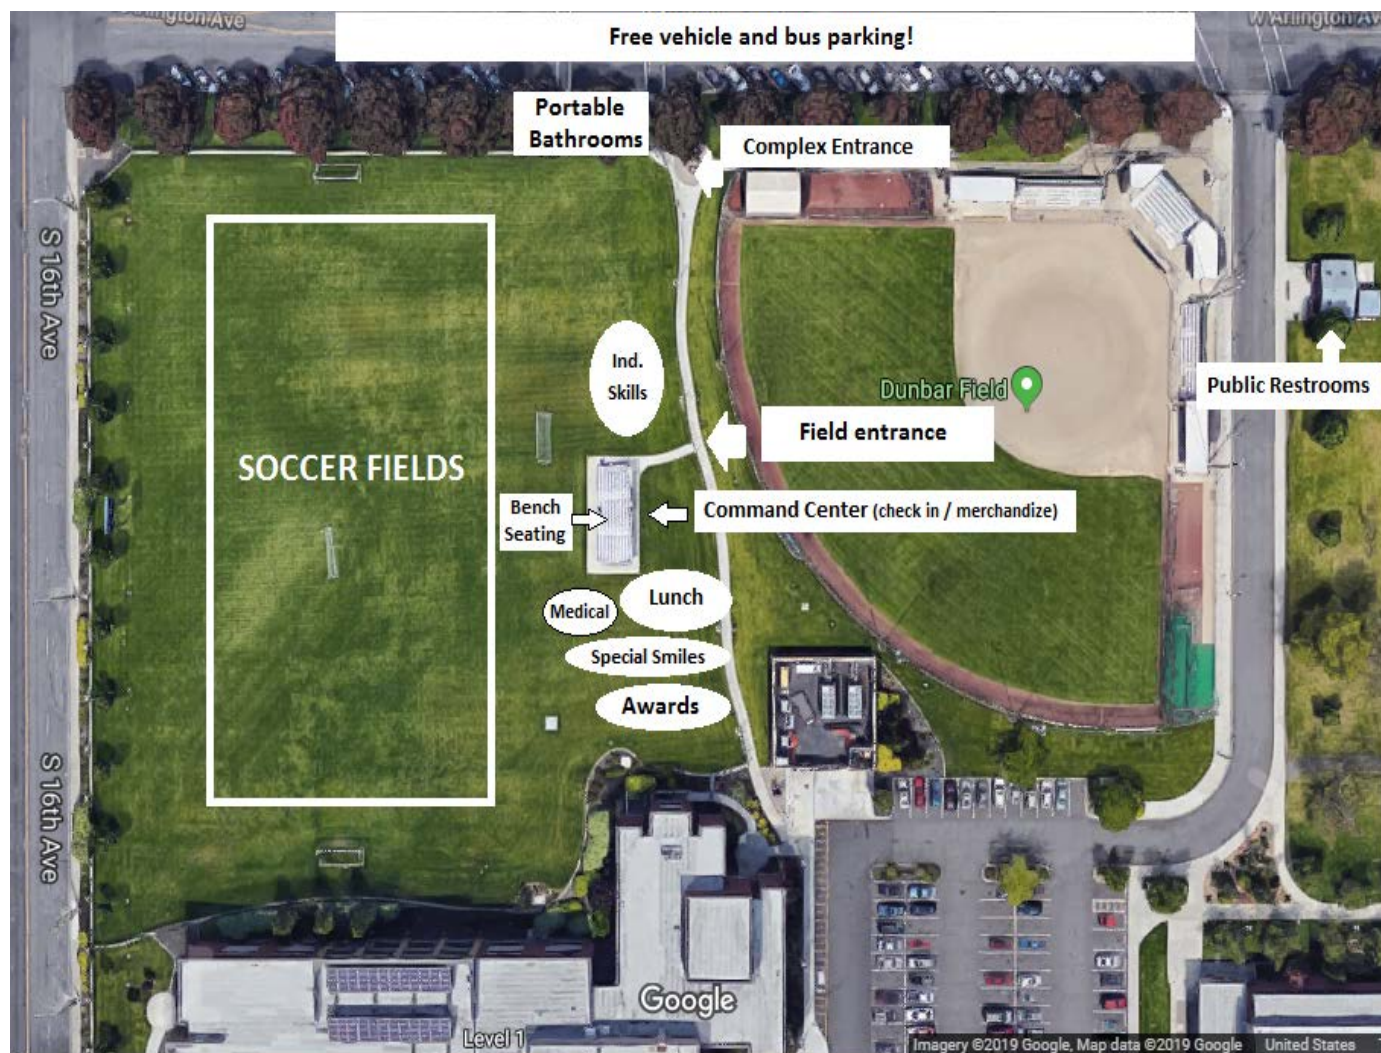 Arlington Ave
W Arlington Av
Free vehicle and bus parking!
Portable
Bathrooms
Complex Entrance
S 16th Ave
Ind.
Skills
Dunbar Field
Public Restrooms
Field entrance
SOCCER FIELDS
Bench
Seating
Command Center (check in / merchandize)
Medical
Lunch
Special Smiles
Awards
S 16th Ave
Google
Level 1
Imagery ©2019 Google, Map data ©2019 Google United States